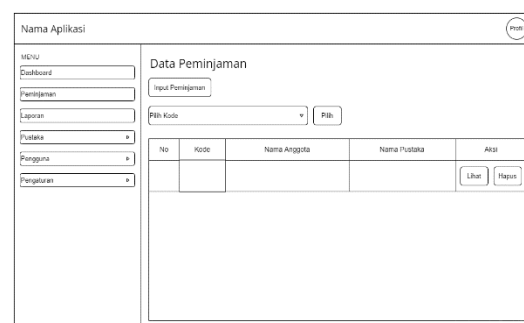 Nama Aplikasi
Profil
MENU
Dashboard
Peminjaman
Laporan
Pustaka
Pengguna
Pengaturan
Data Peminjaman
Input Peminjaman
Pilih Kode
Pilih
No Kode Nama Anggota Nama Pustaka Aksi
Lihat Hapus